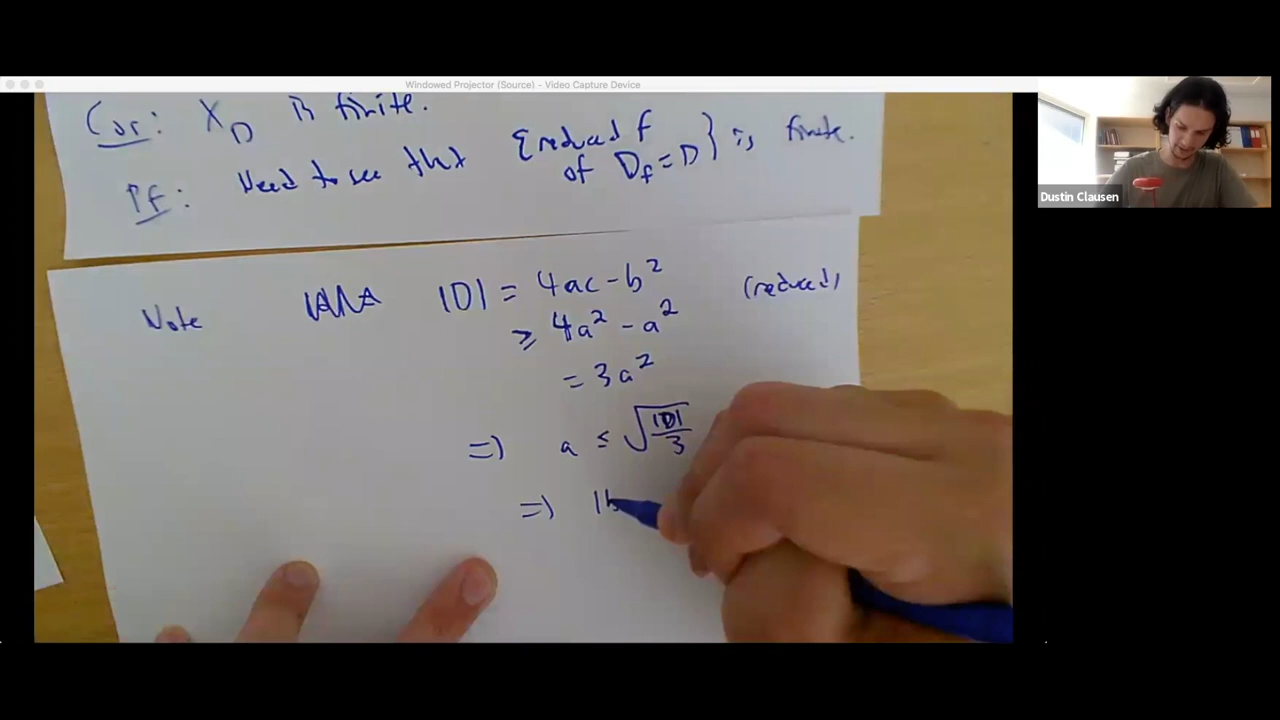 Windowed Projector (Source) - Video Capture Device
Cor: X_D is finite.
Pf: Need to see that {reduced f of D_f = D} is finite.
Note |D| = 4ac - b² (reduced)
≥ 4a² - a²
= 3a²
=> a ≤ √(|D|/3)
=> |b
Dustin Clausen